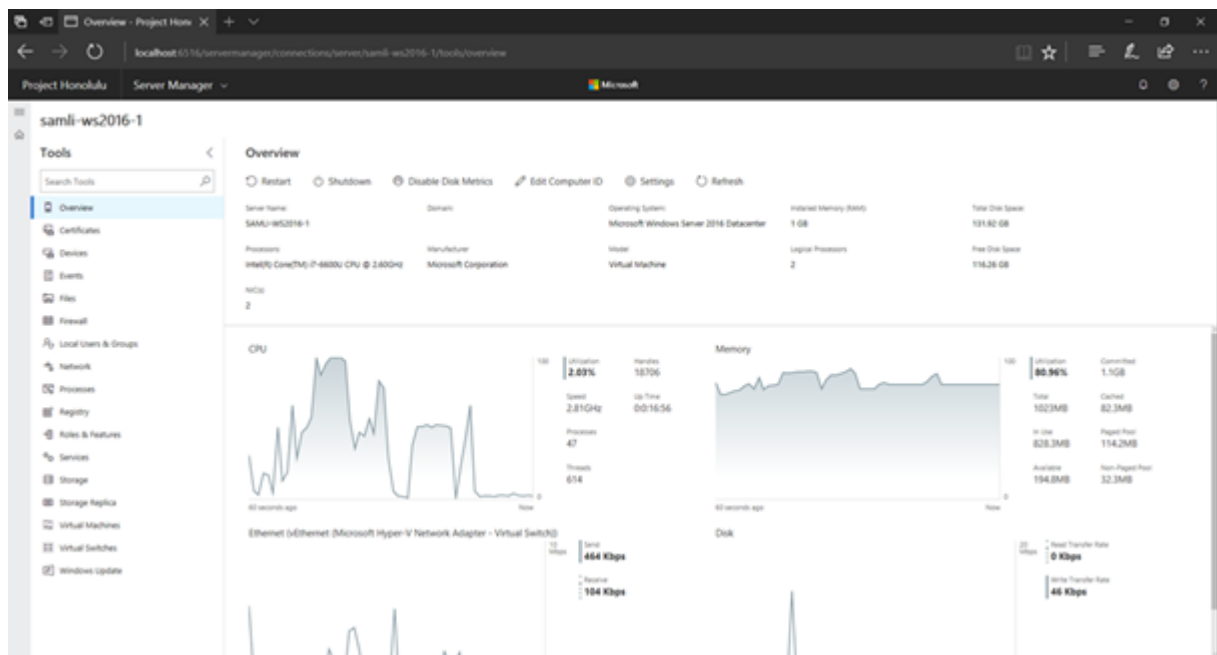 Overview - Project Hono
localhost:6516/servermanager/connections/server/samli-ws2016-1/tools/overview
Project Honolulu Server Manager Microsoft ?
samli-ws2016-1
Tools
Search Tools
Overview
Certificates
Devices
Events
Files
Firewall
Local Users & Groups
Network
Processes
Registry
Roles & Features
Services
Storage
Storage Replica
Virtual Machines
Virtual Switches
Windows Update
Overview
Restart Shutdown Disable Disk Metrics Edit Computer ID Settings Refresh
Server Name: Domain: Operating System: Installed Memory (RAM): Total Disk Space:
SAMLI-WS2016-1 Microsoft Windows Server 2016 Datacenter 1 GB 131.92 GB
Processors: Manufacturer Model Logical Processors Free Disk Space
Intel(R) Core(TM) i7-6600U CPU @ 2.60GHz Microsoft Corporation Virtual Machine 2 116.26 GB
NIC(s)
2
CPU
100
Utilization Handles
2.03% 18706
Speed Up Time
2.81GHz 0:0:16:56
Processes
47
Threads
614
0
60 seconds ago Now
Memory
100
Utilization Committed
80.96% 1.1GB
Total Cached
1023MB 82.3MB
In Use Paged Pool
828.3MB 114.2MB
Available Non-Paged Pool
194.8MB 32.3MB
0
60 seconds ago Now
Ethernet (vEthernet (Microsoft Hyper-V Network Adapter - Virtual Switch))
10
Mbps
Send
464 Kbps
Receive
104 Kbps
Disk
20
Mbps
Read Transfer Rate
0 Kbps
Write Transfer Rate
46 Kbps